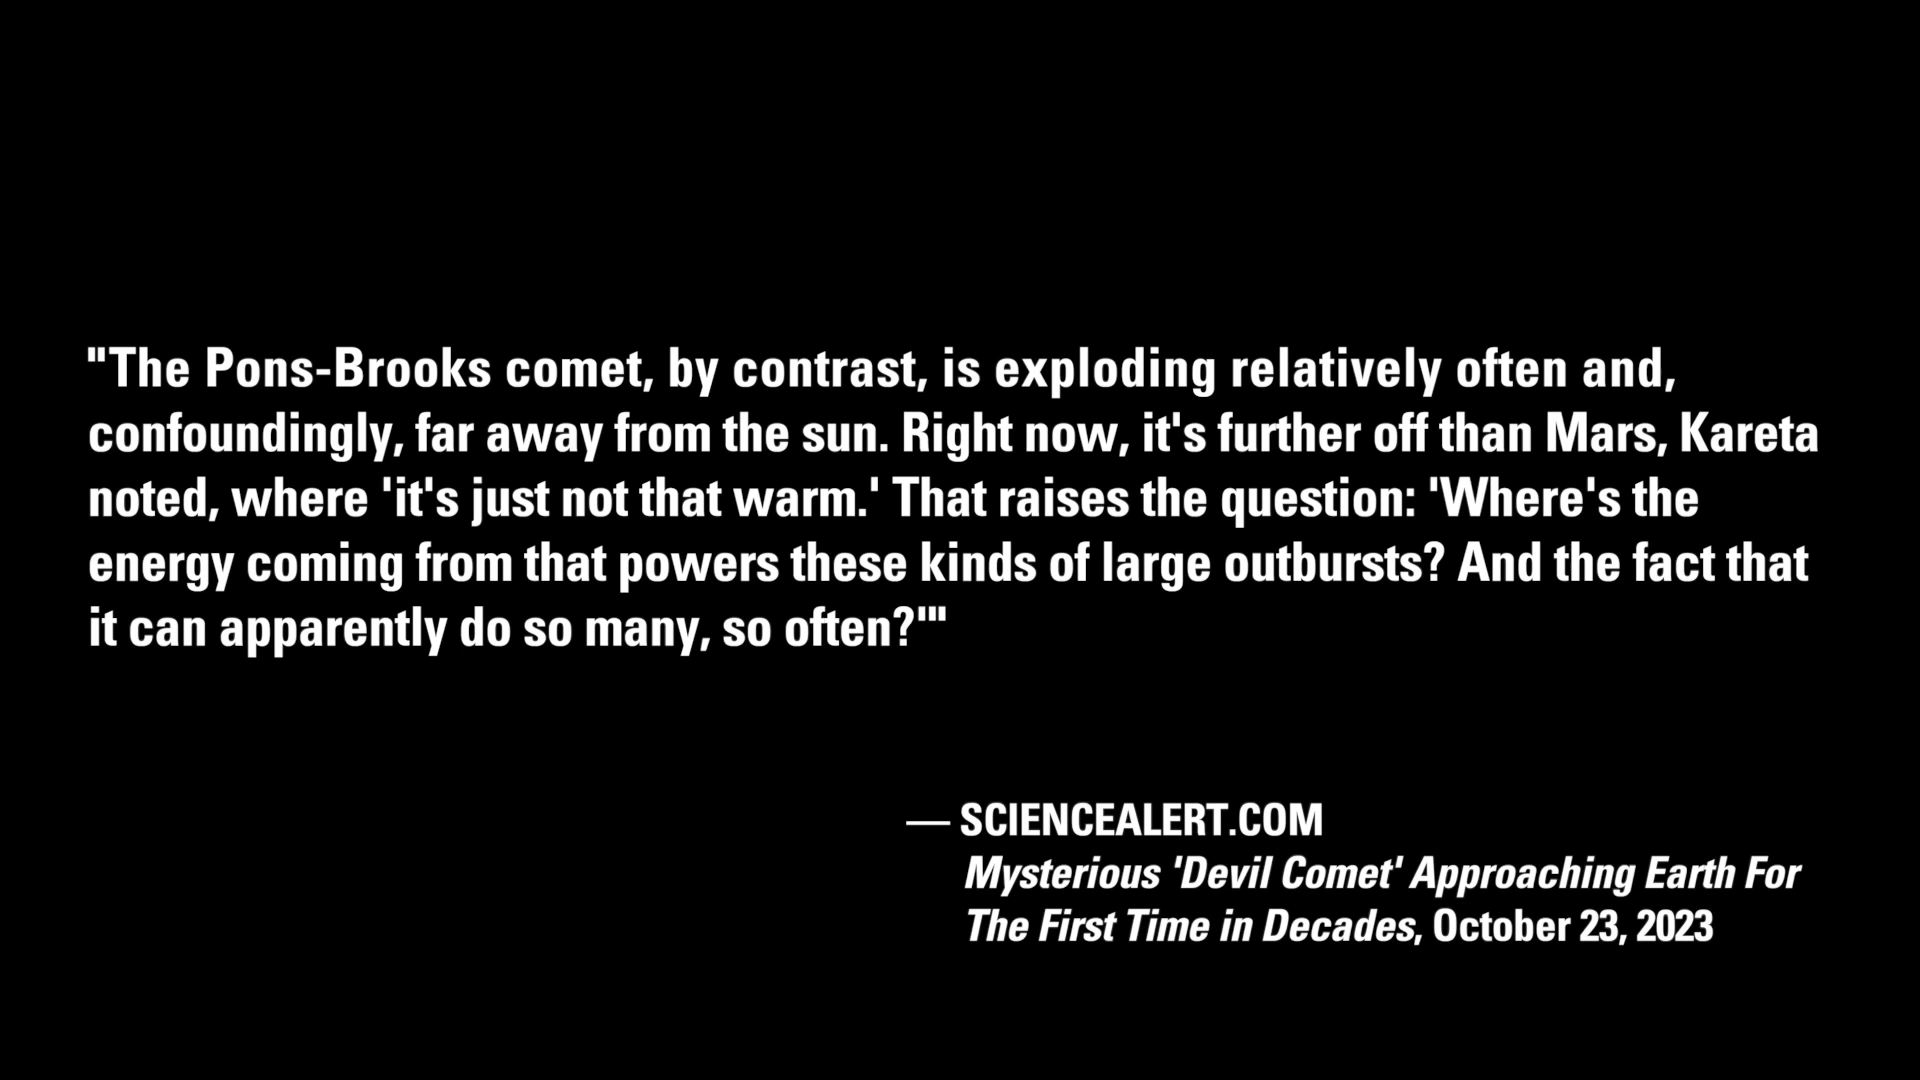 "The Pons-Brooks comet, by contrast, is exploding relatively often and,
confoundingly, far away from the sun. Right now, it's further off than Mars, Kareta
noted, where 'it's just not that warm.' That raises the question: 'Where's the
energy coming from that powers these kinds of large outbursts? And the fact that
it can apparently do so many, so often?'"
— SCIENCEALERT.COM
Mysterious 'Devil Comet' Approaching Earth For
The First Time in Decades, October 23, 2023